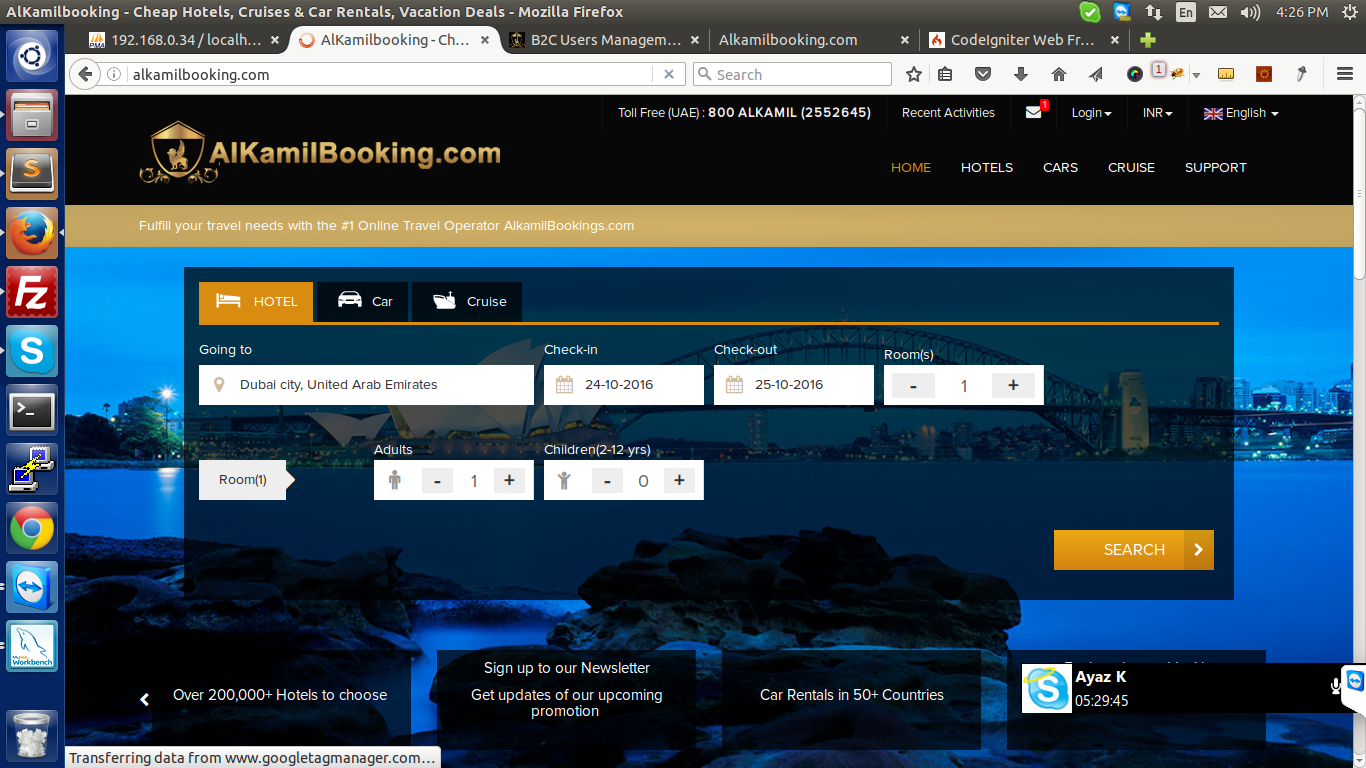 AlKamilbooking - Cheap Hotels, Cruises & Car Rentals, Vacation Deals - Mozilla Firefox
En
4:26 PM
192.168.0.34 / localh...
AlKamilbooking - Ch...
B2C Users Managem...
Alkamilbooking.com
CodeIgniter Web Fr...
alkamilbooking.com
Search
1
Toll Free (UAE) : 800 ALKAMIL (2552645)
Recent Activities
1
Login
INR
English
AlKamilBooking.com
HOME
HOTELS
CARS
CRUISE
SUPPORT
Fulfill your travel needs with the #1 Online Travel Operator AlkamilBookings.com
HOTEL
Car
Cruise
Going to
Check-in
Check-out
Room(s)
Dubai city, United Arab Emirates
24-10-2016
25-10-2016
- 1 +
Adults
Children(2-12 yrs)
Room(1)
- 1 +
- 0 +
SEARCH
Over 200,000+ Hotels to choose
Sign up to our Newsletter
Get updates of our upcoming
promotion
Car Rentals in 50+ Countries
Ayaz K
05:29:45
Transferring data from www.googletagmanager.com...
PMA
S
Fz
S
>_
Workbench